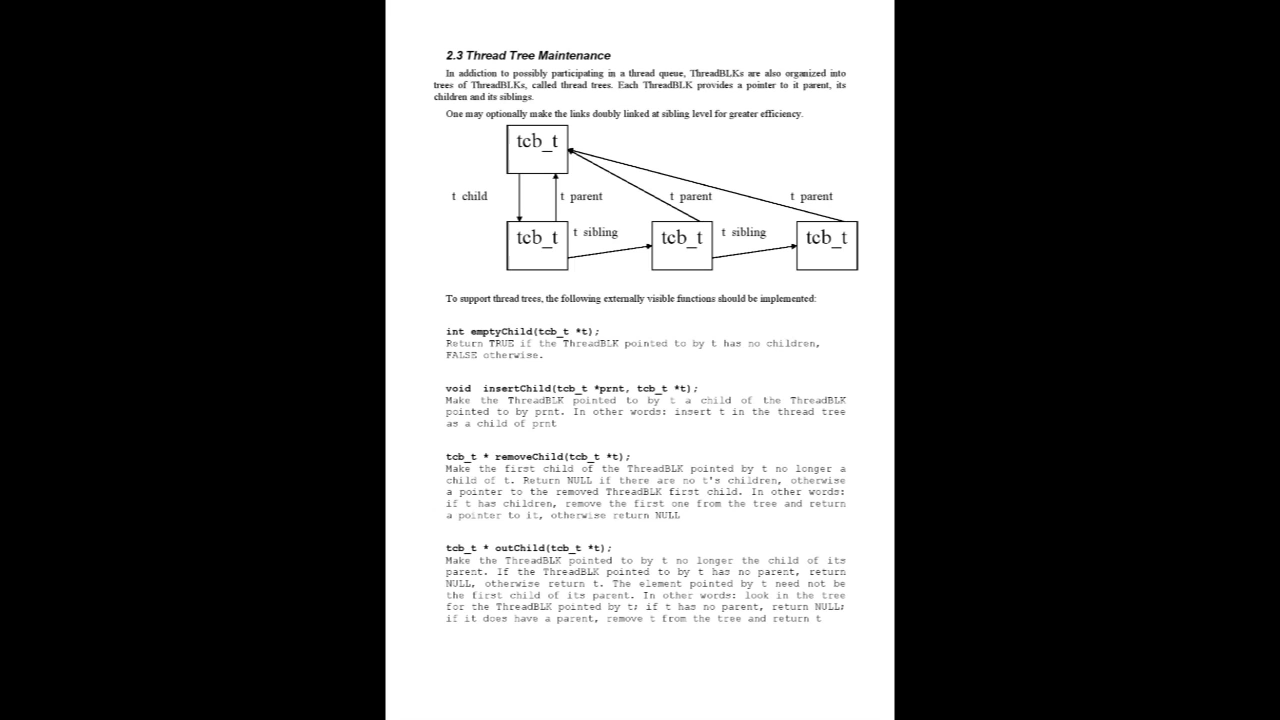 2.3 Thread Tree Maintenance
In addiction to possibly participating in a thread queue, ThreadBLKs are also organized into
trees of ThreadBLKs, called thread trees. Each ThreadBLK provides a pointer to it parent, its
children and its siblings.
One may optionally make the links doubly linked at sibling level for greater efficiency.
tcb_t
t child
t parent
t parent
t parent
tcb_t
t sibling
tcb_t
t sibling
tcb_t
To support thread trees, the following externally visible functions should be implemented:
int emptyChild(tcb_t *t);
Return TRUE if the ThreadBLK pointed to by t has no children,
FALSE otherwise.
void insertChild(tcb_t *prnt, tcb_t *t);
Make the ThreadBLK pointed to by t a child of the ThreadBLK
pointed to by prnt. In other words: insert t in the thread tree
as a child of prnt
tcb_t * removeChild(tcb_t *t);
Make the first child of the ThreadBLK pointed by t no longer a
child of t. Return NULL if there are no t's children, otherwise
a pointer to the removed ThreadBLK first child. In other words:
if t has children, remove the first one from the tree and return
a pointer to it, otherwise return NULL
tcb_t * outChild(tcb_t *t);
Make the ThreadBLK pointed to by t no longer the child of its
parent. If the ThreadBLK pointed to by t has no parent, return
NULL, otherwise return t. The element pointed by t need not be
the first child of its parent. In other words: look in the tree
for the ThreadBLK pointed by t; if t has no parent, return NULL;
if it does have a parent, remove t from the tree and return t